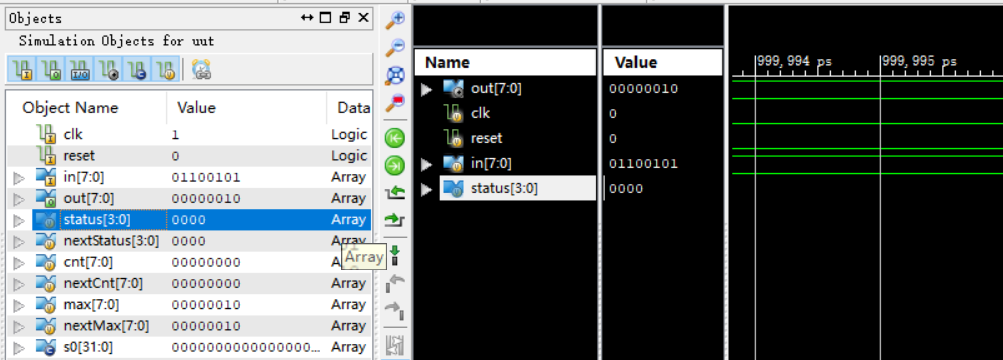 Objects
Simulation Objects for uut
Object Name Value Data
clk 1 Logic
reset 0 Logic
in[7:0] 01100101 Array
out[7:0] 00000010 Array
status[3:0] 0000 Array
nextStatus[3:0] 0000 Array
cnt[7:0] 00000000
Array
nextCnt[7:0] 00000000 Array
max[7:0] 00000010 Array
nextMax[7:0] 00000010 Array
s0[31:0] 0000000000000000... Array
Name Value
out[7:0] 00000010
clk 0
reset 0
in[7:0] 01100101
status[3:0] 0000
999,994 ps 999,995 ps